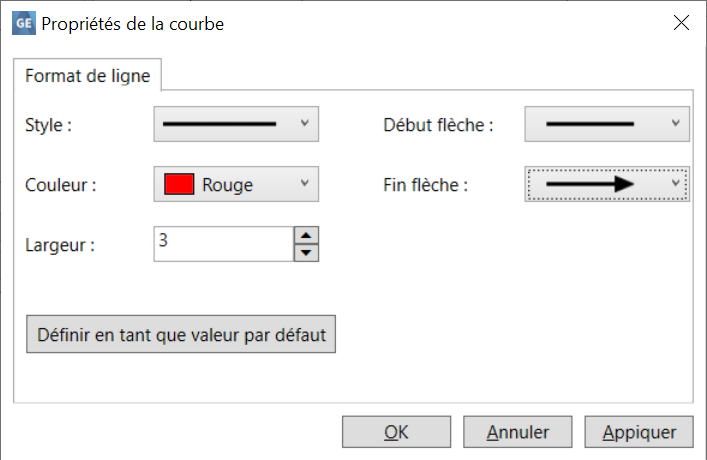 GE Propriétés de la courbe
Format de ligne
Style :
Début flèche :
Couleur : Rouge
Fin flèche :
Largeur : 3
Définir en tant que valeur par défaut
OK Annuler Appiquer